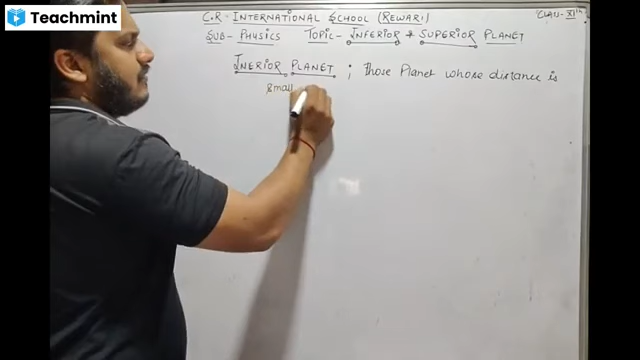 Teachmint
C.R- INTERNATIONAL SCHOOL (REWARI)
CLASS- XIth
SUB- PHYSICS TOPIC- INFERIOR & SUPERIOR PLANET
INERIOR PLANET ; Those Planet whose distance is
Small